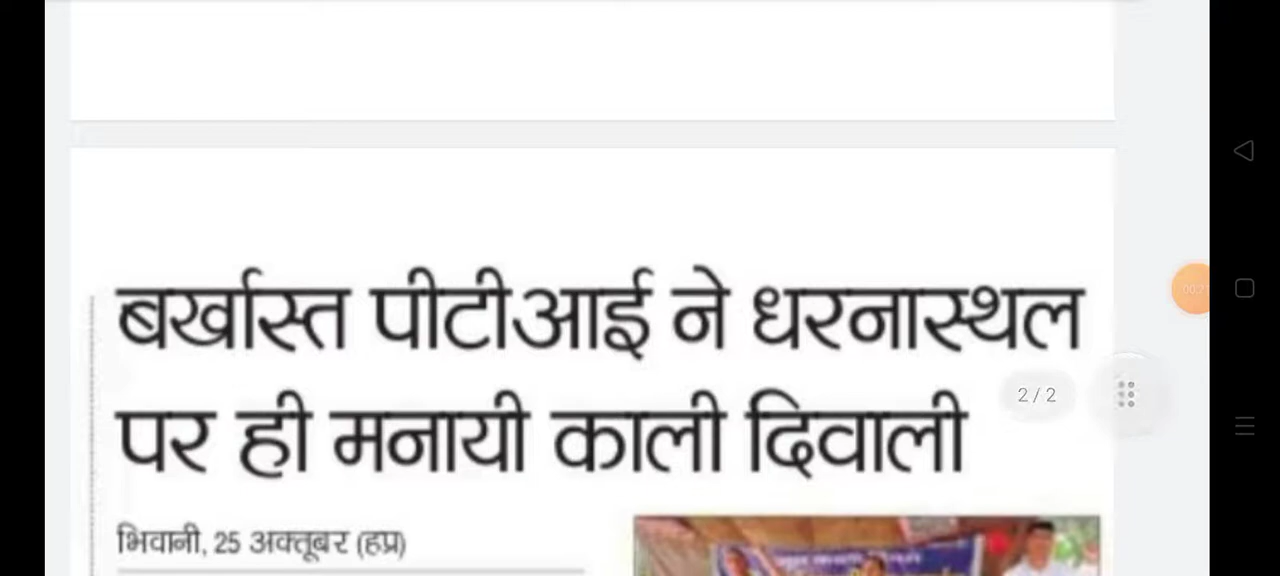 बर्खास्त पीटीआई ने धरनास्थल
पर ही मनायी काली दिवाली
2/2
भिवानी, 25 अक्तूबर (हप्र)